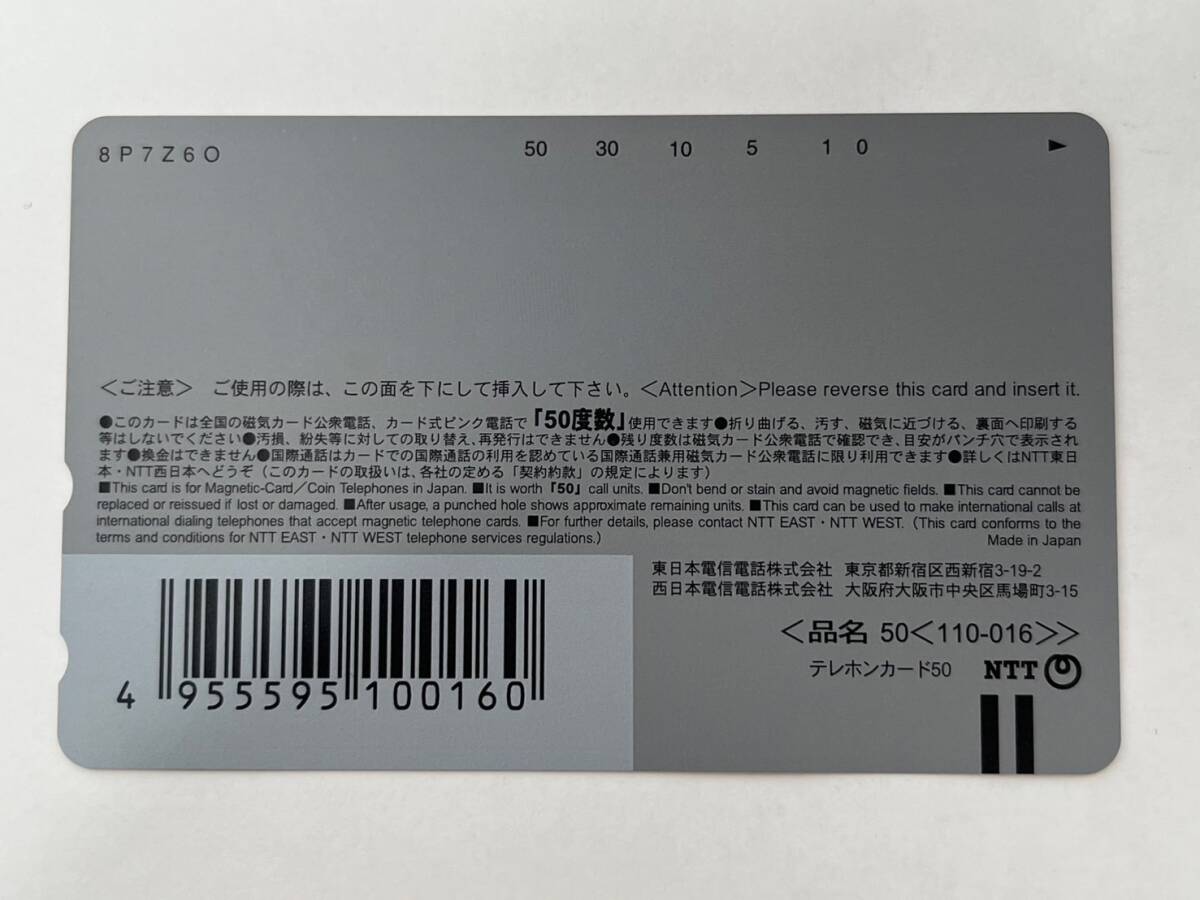 8P7Z6O 50 30 10 5 1 0 ►
＜ご注意＞ ご使用の際は、この面を下にして挿入して下さい。＜Attention＞Please reverse this card and insert it.
●このカードは全国の磁気カード公衆電話、カード式ピンク電話で「50度数」使用できます●折り曲げる、汚す、磁気に近づける、裏面へ印刷する
等はしないでください●汚損、紛失等に対しての取り替え、再発行はできません●残り度数は磁気カード公衆電話で確認でき、目安がパンチ穴で表示され
ます●換金はできません●国際通話はカードでの国際通話の利用を認めている国際通話兼用磁気カード公衆電話に限り利用できます●詳しくはNTT東日
本・NTT西日本へどうぞ（このカードの取扱いは、各社の定める「契約約款」の規定によります）
■This card is for Magnetic-Card／Coin Telephones in Japan. ■It is worth「50」call units. ■Don't bend or stain and avoid magnetic fields. ■This card cannot be
replaced or reissued if lost or damaged. ■After usage, a punched hole shows approximate remaining units. ■This card can be used to make international calls at
international dialing telephones that accept magnetic telephone cards. ■For further details, please contact NTT EAST・NTT WEST. (This card conforms to the
terms and conditions for NTT EAST・NTT WEST telephone services regulations.) Made in Japan
東日本電信電話株式会社 東京都新宿区西新宿3-19-2
西日本電信電話株式会社 大阪府大阪市中央区馬場町3-15
＜品名 50＜110-016＞＞
テレホンカード50 NTT
4 955595 100160